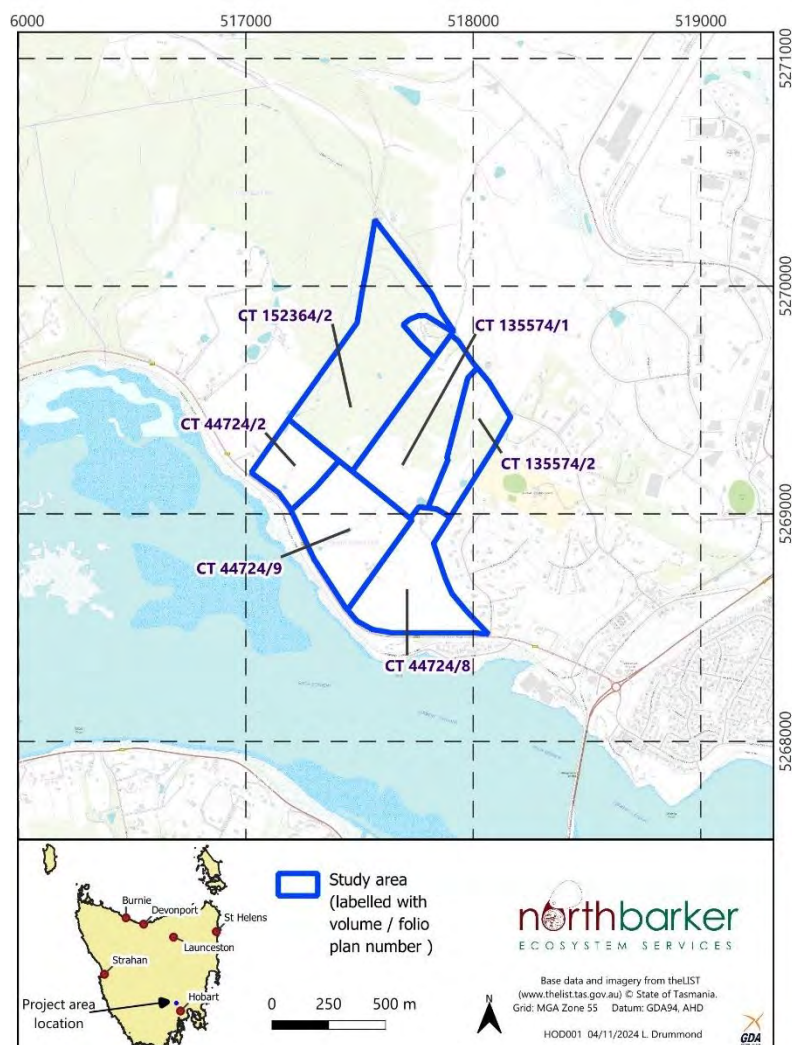 6000
517000
518000
519000
5271000
5270000
CT 152364/2
CT 135574/1
CT 44724/2
CT 135574/2
5269000
CT 44724/9
CT 44724/8
5268000
Burnie
Devonport
St Helens
Launceston
Strahan
Hobart
Project area
location
Study area
(labelled with
volume / folio
plan number )
0 250 500 m
N
northbarker
ECOSYSTEM SERVICES
Base data and imagery from theLIST
(www.thelist.tas.gov.au) © State of Tasmania.
Grid: MGA Zone 55 Datum: GDA94, AHD
HOD001 04/11/2024 L. Drummond
GDA